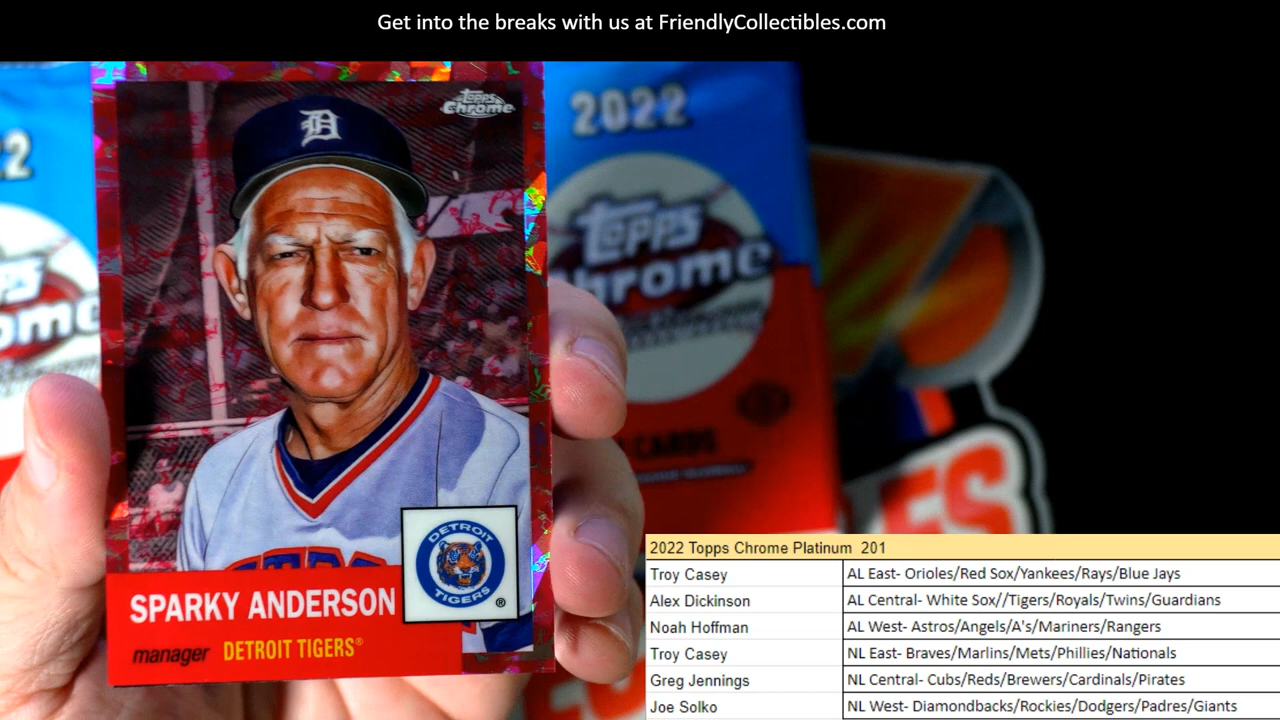 Get into the breaks with us at FriendlyCollectibles.com
Topps
Chrome
D
SPARKY ANDERSON
manager DETROIT TIGERS®
DETROIT
TIGERS ®
2022
Topps
Chrome
CARDS
2022 Topps Chrome Platinum 201
Troy Casey AL East- Orioles/Red Sox/Yankees/Rays/Blue Jays
Alex Dickinson AL Central- White Sox//Tigers/Royals/Twins/Guardians
Noah Hoffman AL West- Astros/Angels/A's/Mariners/Rangers
Troy Casey NL East- Braves/Marlins/Mets/Phillies/Nationals
Greg Jennings NL Central- Cubs/Reds/Brewers/Cardinals/Pirates
Joe Solko NL West- Diamondbacks/Rockies/Dodgers/Padres/Giants